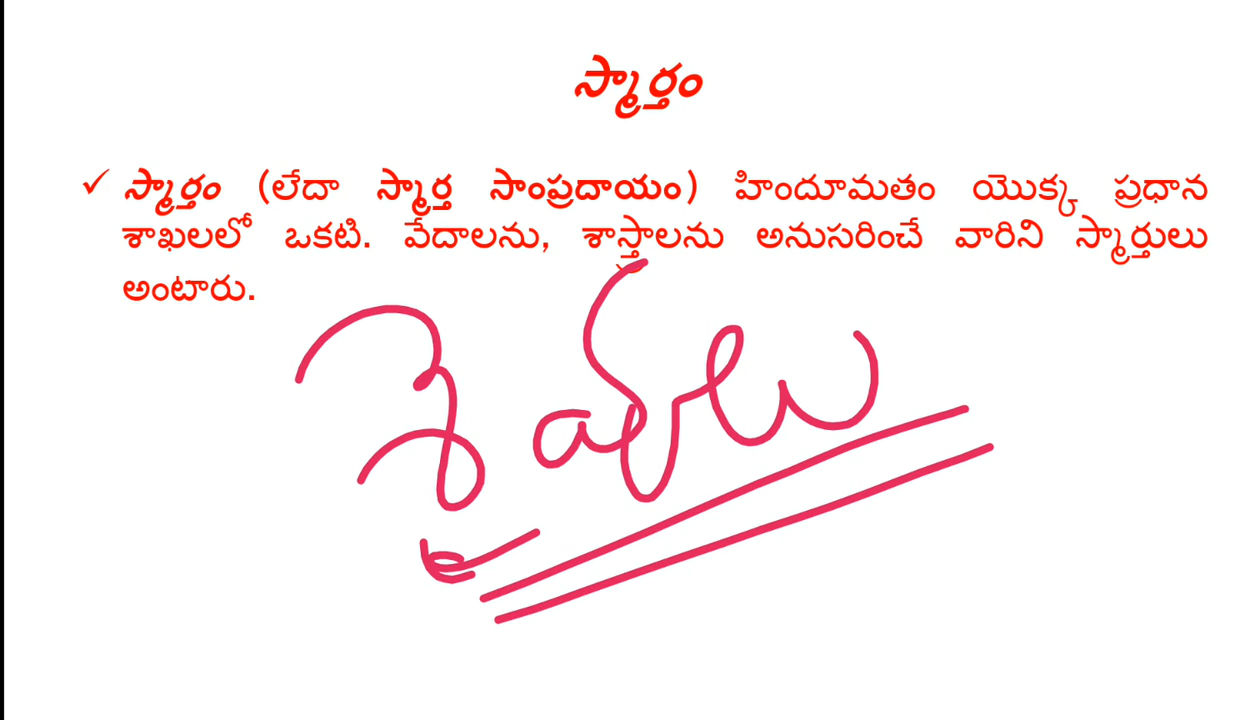 స్మార్తం
✓ స్మార్తం (లేదా స్మార్త సాంప్రదాయం) హిందూమతం యొక్క ప్రధాన
శాఖలలో ఒకటి. వేదాలను, శాస్త్రాలను అనుసరించే వారిని స్మార్తులు
అంటారు.
శైవులు